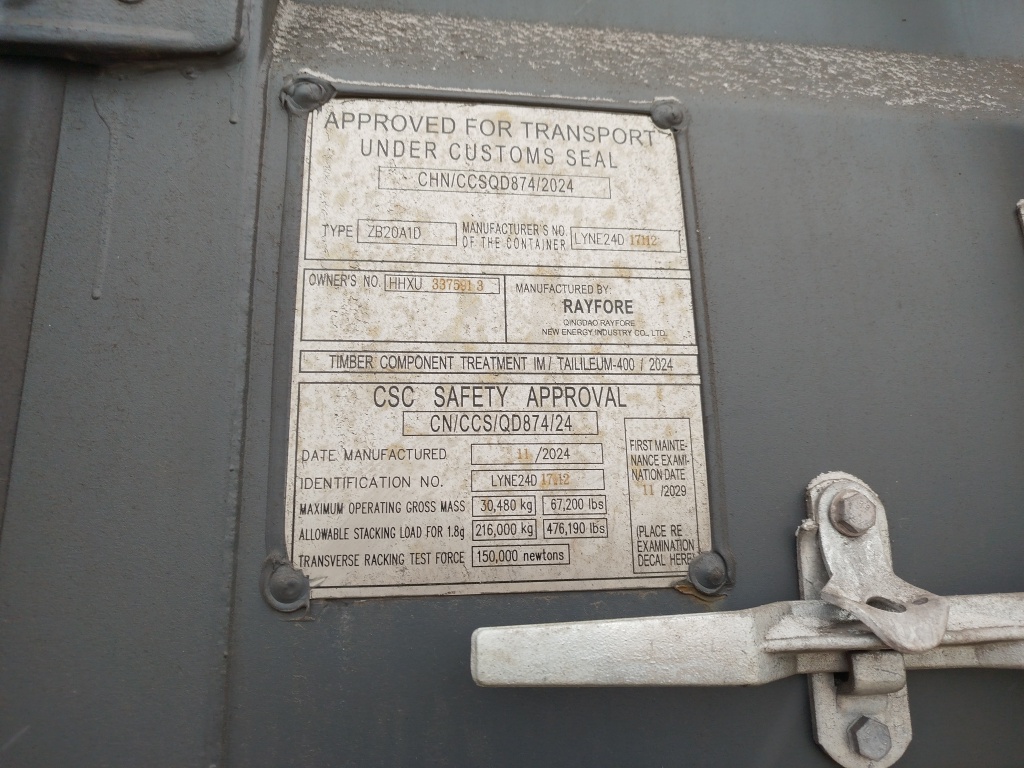 APPROVED FOR TRANSPORT
UNDER CUSTOMS SEAL
CHN/CCSQD874/2024
TYPE ZB20A1D MANUFACTURER'S NO. OF THE CONTAINER LYNE24D 17112
OWNER'S NO. HHXU 337591 3
MANUFACTURED BY:
RAYFORE
QINGDAO RAYFORE
NEW ENERGY INDUSTRY CO., LTD.
TIMBER COMPONENT TREATMENT IM / TAILILEUM-400 / 2024
CSC SAFETY APPROVAL
CN/CCS/QD874/24
DATE MANUFACTURED 11 /2024
IDENTIFICATION NO. LYNE24D 17112
MAXIMUM OPERATING GROSS MASS 30,480 kg 67,200 lbs
ALLOWABLE STACKING LOAD FOR 1.8g 216,000 kg 476,190 lbs
TRANSVERSE RACKING TEST FORCE 150,000 newtons
FIRST MAINTE-
NANCE EXAMI-
NATION DATE
11 /2029
(PLACE RE
EXAMINATION
DECAL HERE)